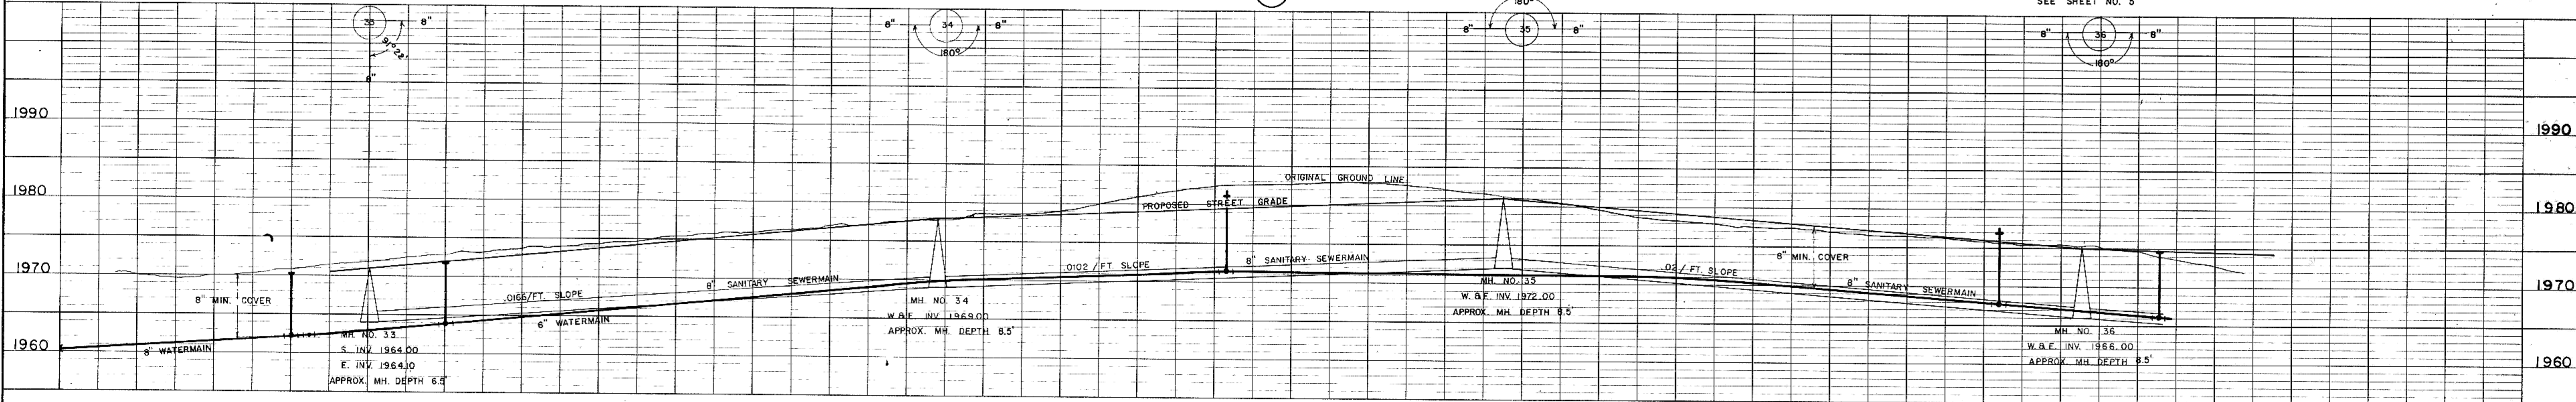 SEE SHEET NO. 5
33
8"
91°22'
8"
8"
34
8"
180°
180°
8"
35
8"
8"
36
8"
180°
1990
1990
1980
1980
1970
1970
1960
1960
ORIGINAL GROUND LINE
PROPOSED STREET GRADE
8" MIN. COVER
8" WATERMAIN
.0166/FT. SLOPE
6" WATERMAIN
8" SANITARY SEWERMAIN
.0102 / FT. SLOPE
8" SANITARY SEWERMAIN
.02 / FT. SLOPE
8" MIN. COVER
8" SANITARY SEWERMAIN
MH. NO. 33
S. INV. 1964.00
E. INV. 1964.10
APPROX. MH. DEPTH 6.5'
MH. NO. 34
W. & E. INV. 1969.00
APPROX. MH. DEPTH 8.5'
MH. NO. 35
W. & E. INV. 1972.00
APPROX. MH. DEPTH 8.5'
MH. NO. 36
W. & E. INV. 1966.00
APPROX. MH. DEPTH 8.5'